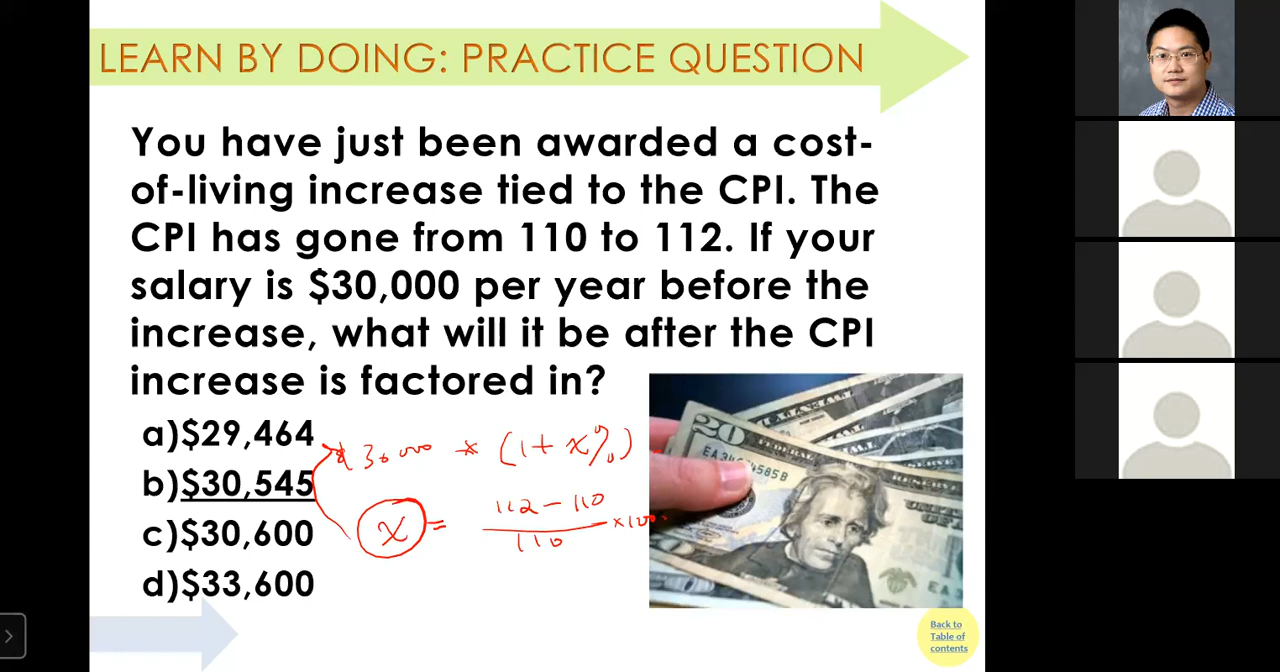 LEARN BY DOING: PRACTICE QUESTION
You have just been awarded a cost-
of-living increase tied to the CPI. The
CPI has gone from 110 to 112. If your
salary is $30,000 per year before the
increase, what will it be after the CPI
increase is factored in?
a)$29,464
$30000 * (1+x%)
b)$30,545
x = 112-110
110
×100
c)$30,600
d)$33,600
20
Back to
Table of
contents